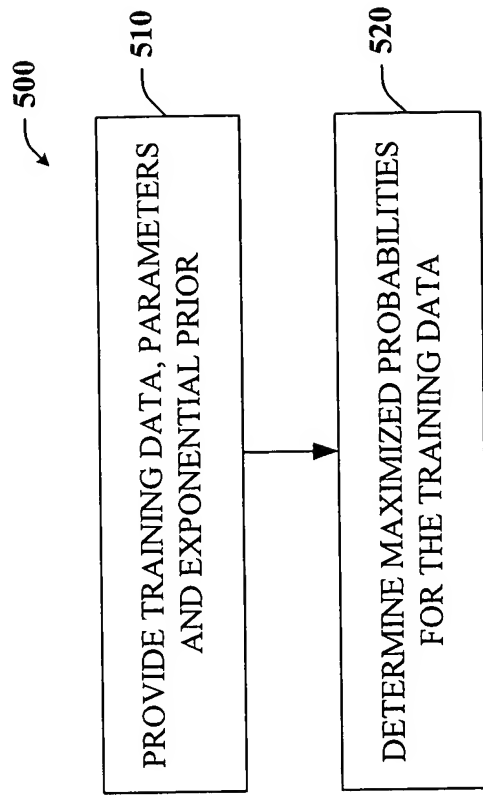 500
510
PROVIDE TRAINING DATA, PARAMETERS
AND EXPONENTIAL PRIOR
520
DETERMINE MAXIMIZED PROBABILITIES
FOR THE TRAINING DATA